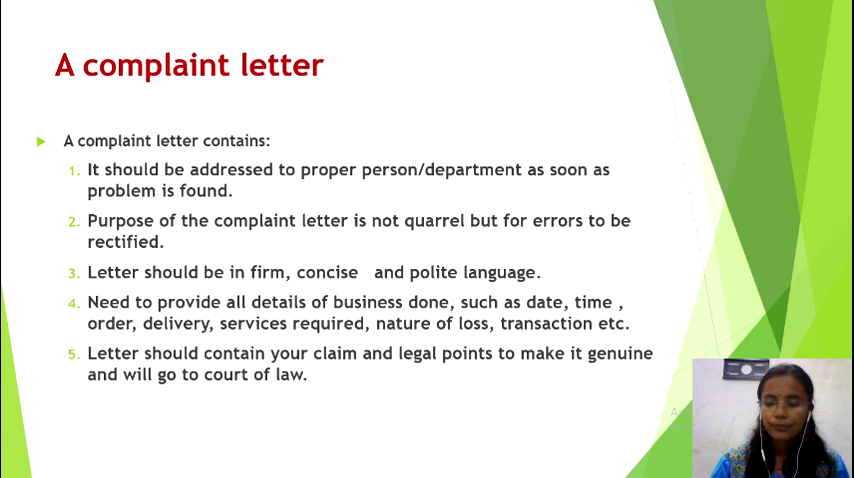 A complaint letter
A complaint letter contains:
1. It should be addressed to proper person/department as soon as
problem is found.
2. Purpose of the complaint letter is not quarrel but for errors to be
rectified.
3. Letter should be in firm, concise   and polite language.
4. Need to provide all details of business done, such as date, time ,
order, delivery, services required, nature of loss, transaction etc.
5. Letter should contain your claim and legal points to make it genuine
and will go to court of law.